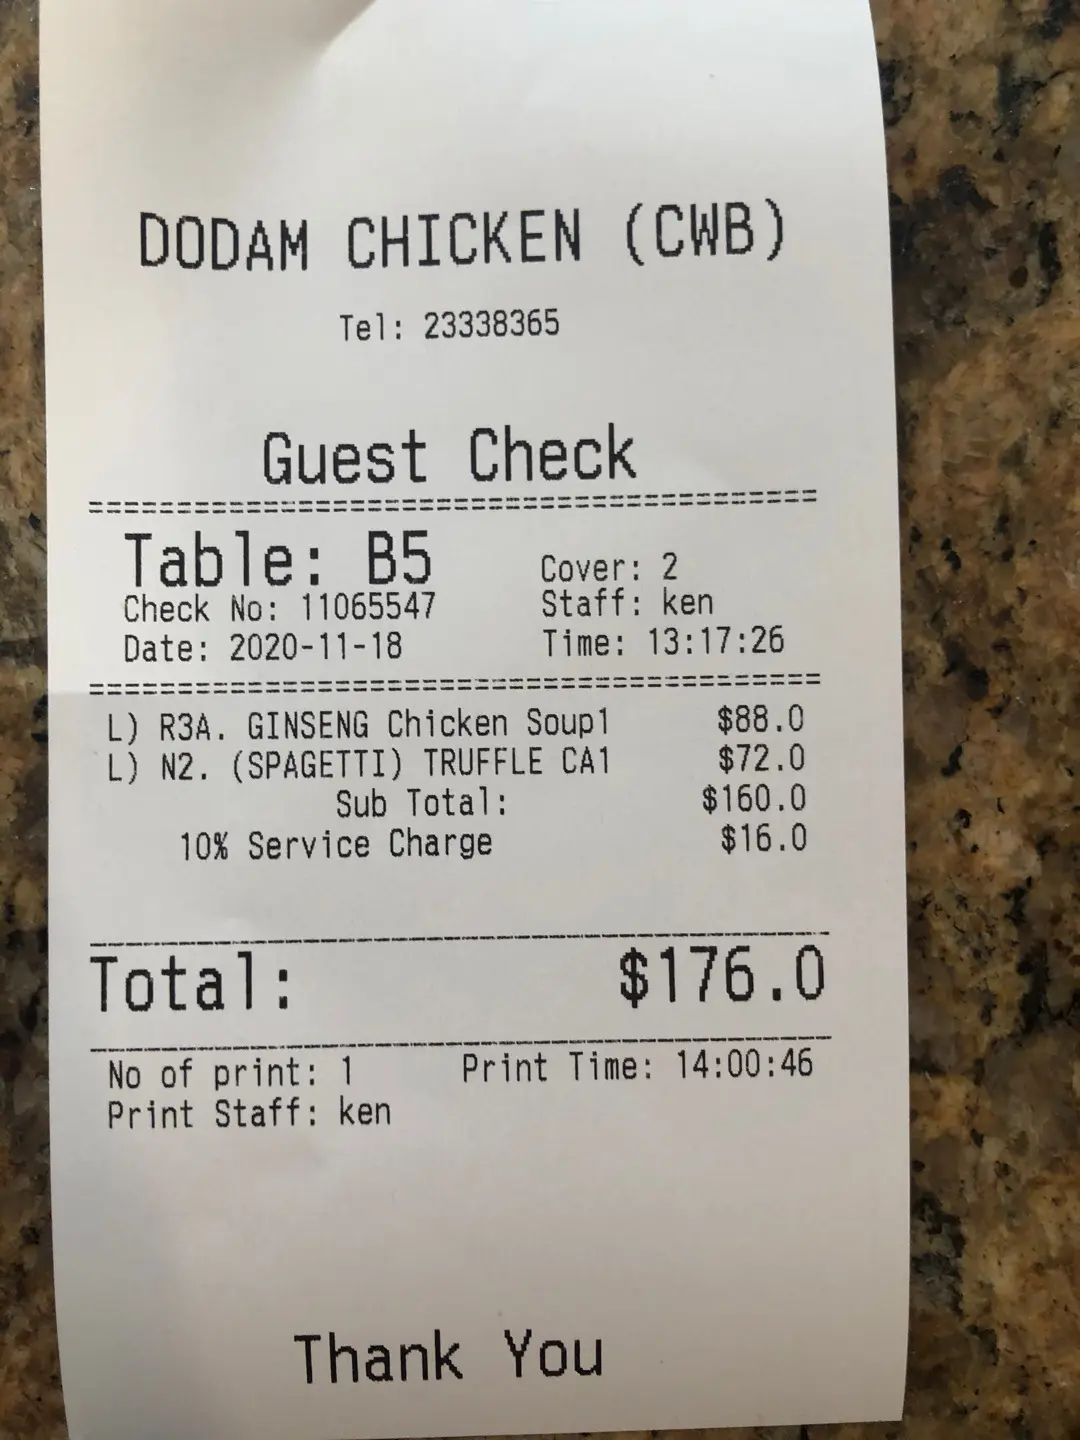 DODAM CHICKEN (CWB)
Tel: 23338365
Guest Check
=========================================
Table: B5 Cover: 2
Check No: 11065547 Staff: ken
Date: 2020-11-18 Time: 13:17:26
=========================================
L) R3A. GINSENG Chicken Soup1 $88.0
L) N2. (SPAGETTI) TRUFFLE CA1 $72.0
Sub Total: $160.0
10% Service Charge $16.0
Total: $176.0
No of print: 1 Print Time: 14:00:46
Print Staff: ken
Thank You